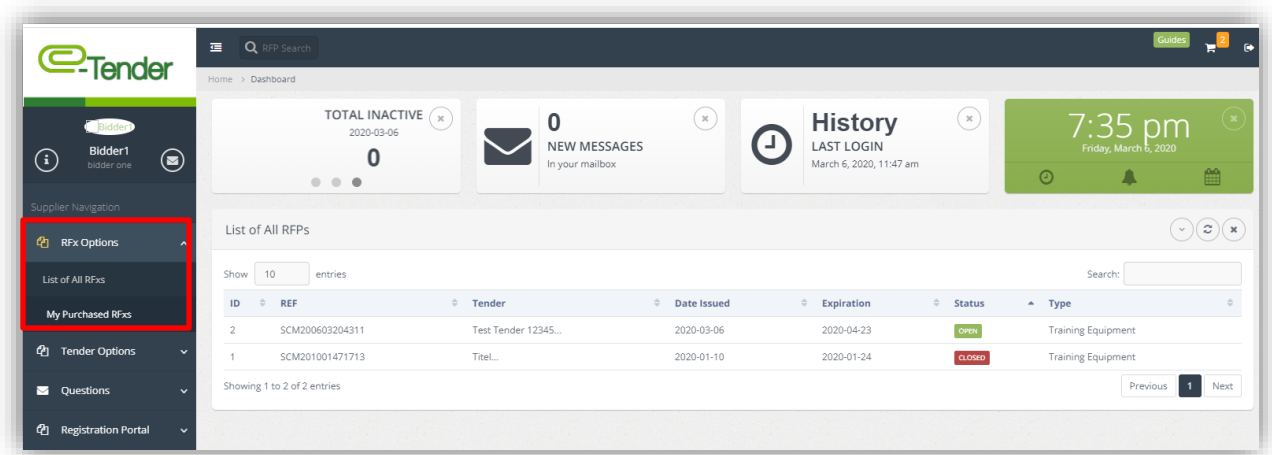 e-Tender
RFP Search
Guides
2
Home > Dashboard
Bidder1
Bidder1
bidder one
TOTAL INACTIVE
2020-03-06
0
0
NEW MESSAGES
In your mailbox
History
LAST LOGIN
March 6, 2020, 11:47 am
7:35 pm
Friday, March 6, 2020
Supplier Navigation
RFx Options
List of All RFxs
My Purchased RFxs
Tender Options
Questions
Registration Portal
List of All RFPs
Show 10 entries
Search:
ID REF Tender Date Issued Expiration Status Type
2 SCM200603204311 Test Tender 12345... 2020-03-06 2020-04-23 OPEN Training Equipment
1 SCM201001471713 Titel... 2020-01-10 2020-01-24 CLOSED Training Equipment
Showing 1 to 2 of 2 entries
Previous 1 Next